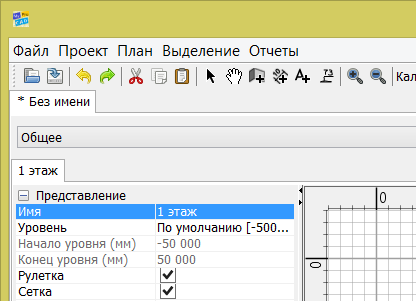 Файл Проект План Выделение Отчеты
Кал
* Без имени
Общее
1 этаж
Представление
Имя 1 этаж
Уровень По умолчанию [-500...
Начало уровня (мм) -50 000
Конец уровня (мм) 50 000
Рулетка
Сетка
0
0